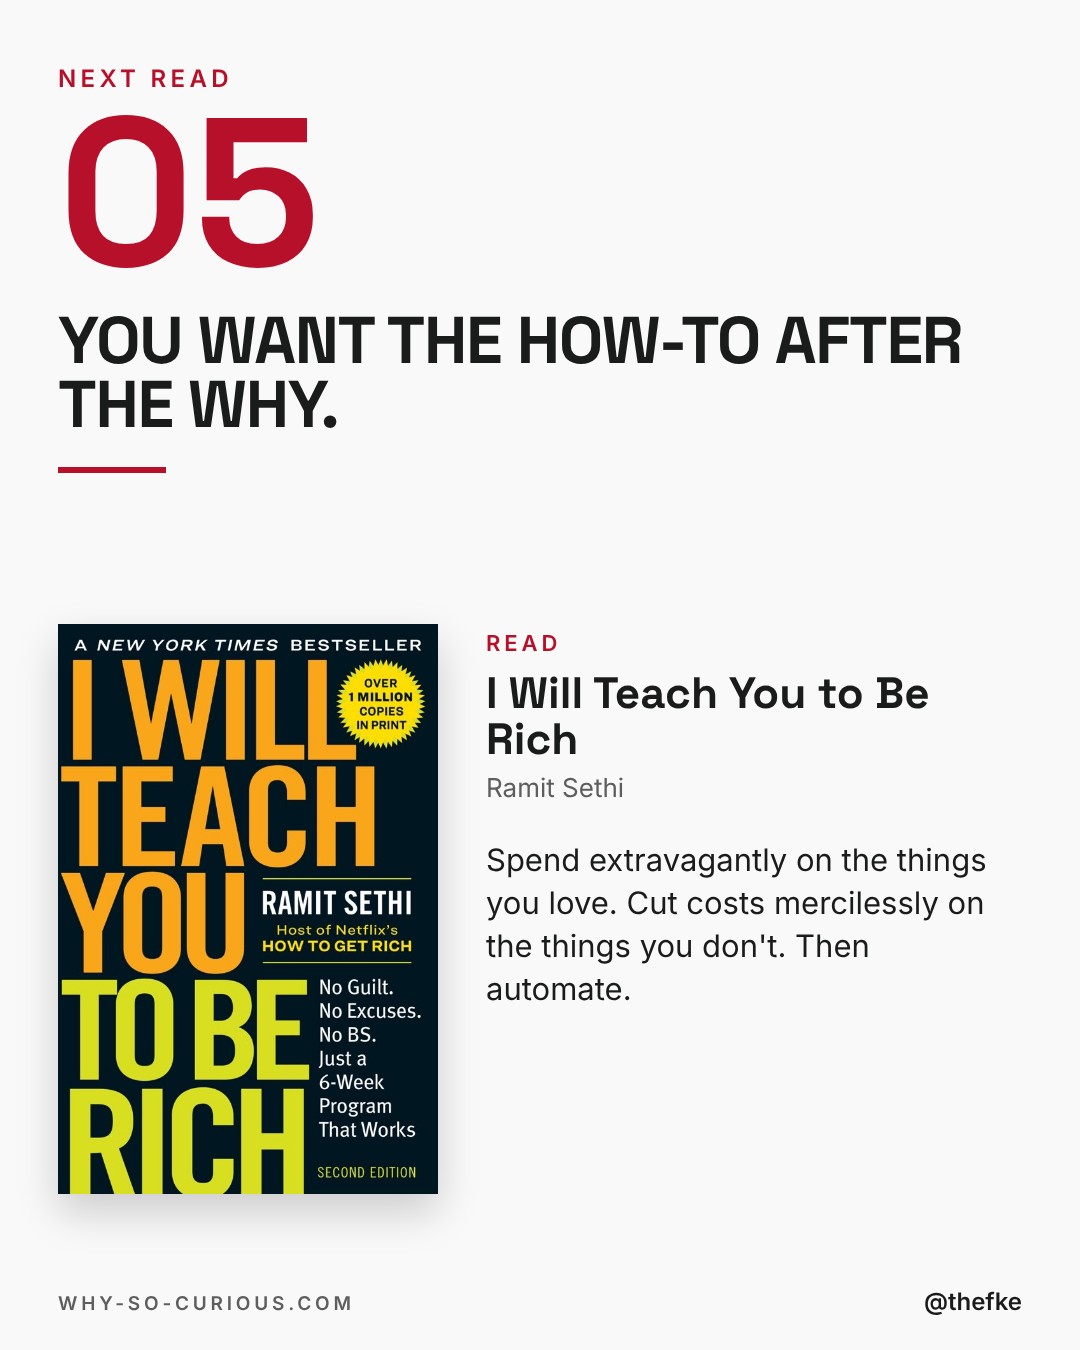 NEXT READ
05
YOU WANT THE HOW-TO AFTER
THE WHY.
A NEW YORK TIMES BESTSELLER
I WILL
OVER
1 MILLION
COPIES
IN PRINT
TEACH
YOU
RAMIT SETHI
Host of Netflix's
HOW TO GET RICH
TO BE
RICH
No Guilt.
No Excuses.
No BS.
Just a
6-Week
Program
That Works
SECOND EDITION
READ
I Will Teach You to Be
Rich
Ramit Sethi
Spend extravagantly on the things
you love. Cut costs mercilessly on
the things you don't. Then
automate.
WHY-SO-CURIOUS.COM
@thefke